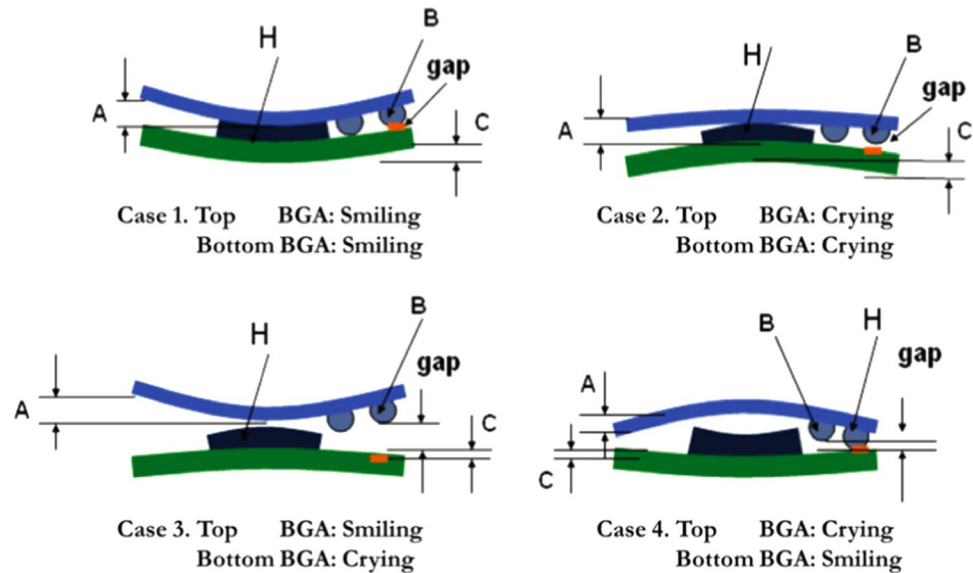 H
B
gap
A
C
Case 1. Top BGA: Smiling
Bottom BGA: Smiling
H
B
gap
A
C
Case 2. Top BGA: Crying
Bottom BGA: Crying
H
B
gap
A
C
Case 3. Top BGA: Smiling
Bottom BGA: Crying
B
H
gap
A
C
Case 4. Top BGA: Crying
Bottom BGA: Smiling